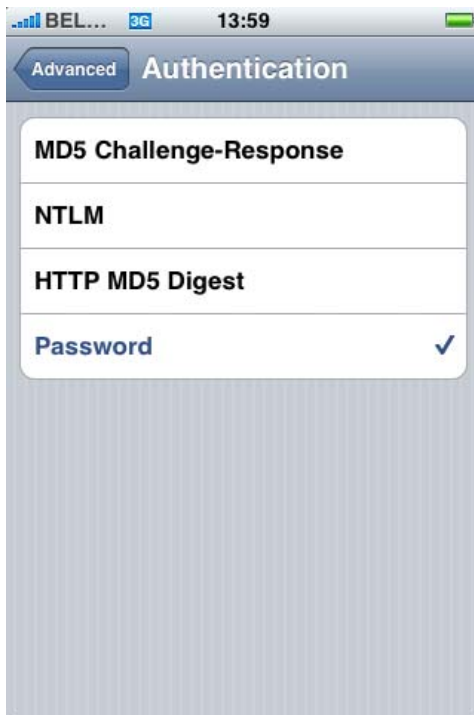 BEL... 3G 13:59
Advanced Authentication
MD5 Challenge-Response
NTLM
HTTP MD5 Digest
Password